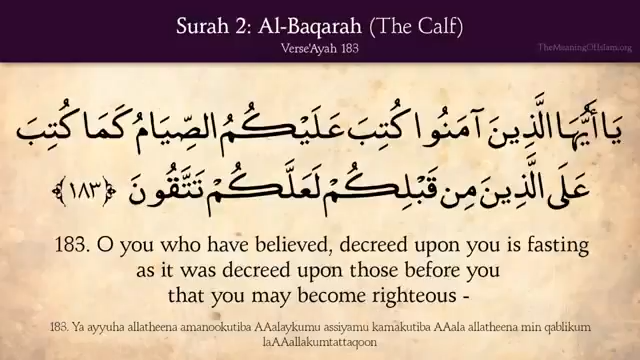 Surah 2: Al-Baqarah (The Calf)
Verse'Ayah 183
TheMeaningOfIslam.org
يَا أَيُّهَا الَّذِينَ آمَنُوا كُتِبَ عَلَيْكُمُ الصِّيَامُ كَمَا كُتِبَ
عَلَى الَّذِينَ مِن قَبْلِكُمْ لَعَلَّكُمْ تَتَّقُونَ ﴿١٨٣﴾
183. O you who have believed, decreed upon you is fasting
as it was decreed upon those before you
that you may become righteous -
183. Ya ayyuha allatheena amanookutiba AAalaykumu assiyamu kamakutiba AAala allatheena min qablikum
laAAallakumtattaqoon